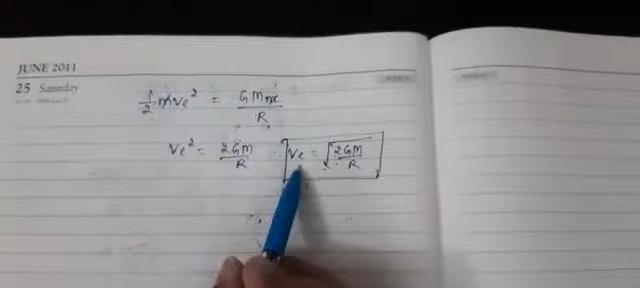 JUNE 2011
25 Saturday
1/2 mve² = GMm/R
ve² = 2GM/R ve = √2GM/R